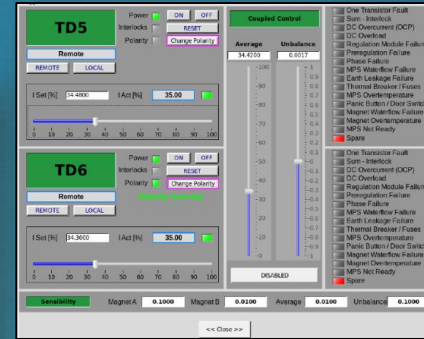 TD5
Remote
REMOTE LOCAL
Power ON OFF
Interlocks RESET
Polarity Change Polarity
I Set [%] 34.4800 I Act [%] 35.00
0 10 20 30 40 50 60 70 80 90 100
TD6
Remote
REMOTE LOCAL
Power ON OFF
Interlocks RESET
Polarity Change Polarity
I Set [%] 34.3600 I Act [%] 35.00
0 10 20 30 40 50 60 70 80 90 100
Coupled Control
Average Unbalance
34.4200 0.0017
DISABLED
One Transistor Fault
Sum - Interlock
DC Overcurrent (OCP)
DC Overload
Regulation Module Failur
Preregulation Failure
Phase Failure
MPS Waterflow Failure
Earth Leakage Failure
Thermal Breaker / Fuses
MPS Overtemperature
Panic Button / Door Switc
Magnet Waterflow Failure
Magnet Overtemperature
MPS Not Ready
Spare
One Transistor Fault
Sum - Interlock
DC Overcurrent (OCP)
DC Overload
Regulation Module Failur
Preregulation Failure
Phase Failure
MPS Waterflow Failure
Earth Leakage Failure
Thermal Breaker / Fuses
MPS Overtemperature
Panic Button / Door Switc
Magnet Waterflow Failure
Magnet Overtemperature
MPS Not Ready
Spare
Sensibility Magnet A 0.1000 Magnet B 0.0100 Average 0.0100 Unbalance 0.1000
<< Close >>